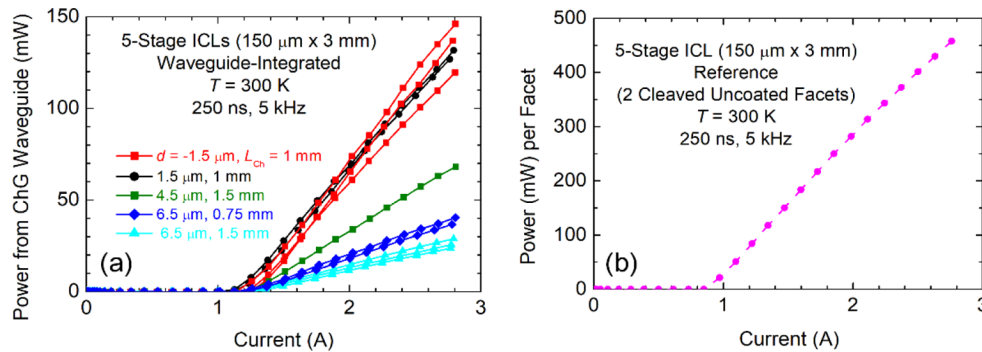 150
5-Stage ICLs (150 μm x 3 mm)
Waveguide-Integrated
T = 300 K
250 ns, 5 kHz
100
50
0
d = -1.5 μm, L_Ch = 1 mm
1.5 μm, 1 mm
4.5 μm, 1.5 mm
6.5 μm, 0.75 mm
6.5 μm, 1.5 mm
(a)
0 1 2 3
Current (A)
Power from ChG Waveguide (mW)
500
5-Stage ICL (150 μm x 3 mm)
Reference
(2 Cleaved Uncoated Facets)
T = 300 K
250 ns, 5 kHz
400
300
200
100
0
(b)
0 1 2 3
Current (A)
Power (mW) per Facet